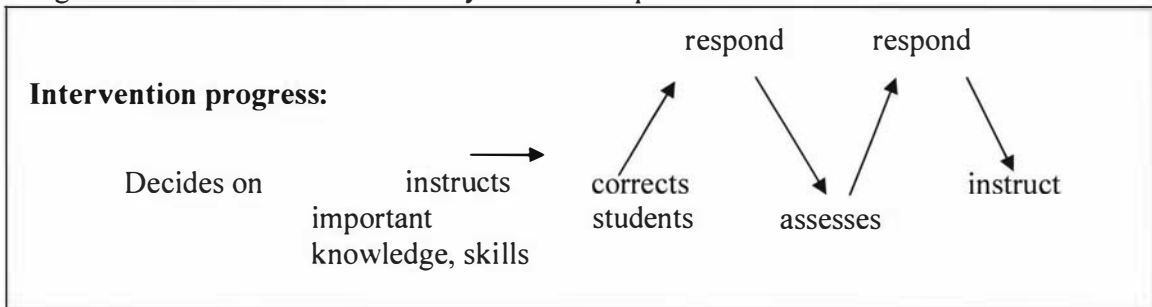 respond respond
Intervention progress:
Decides on instructs corrects instruct
important students assesses
knowledge, skills